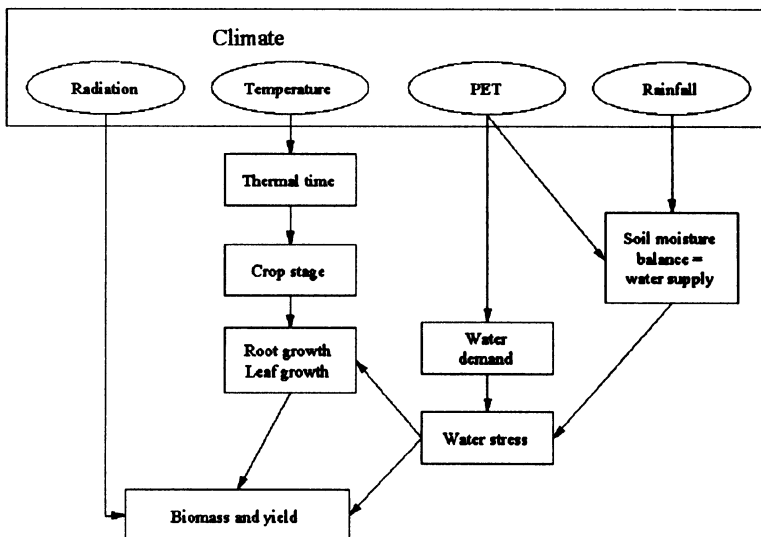 Climate
Radiation
Temperature
PET
Rainfall
Thermal time
Soil moisture
balance =
water supply
Crop stage
Root growth
Leaf growth
Water
demand
Water stress
Biomass and yield